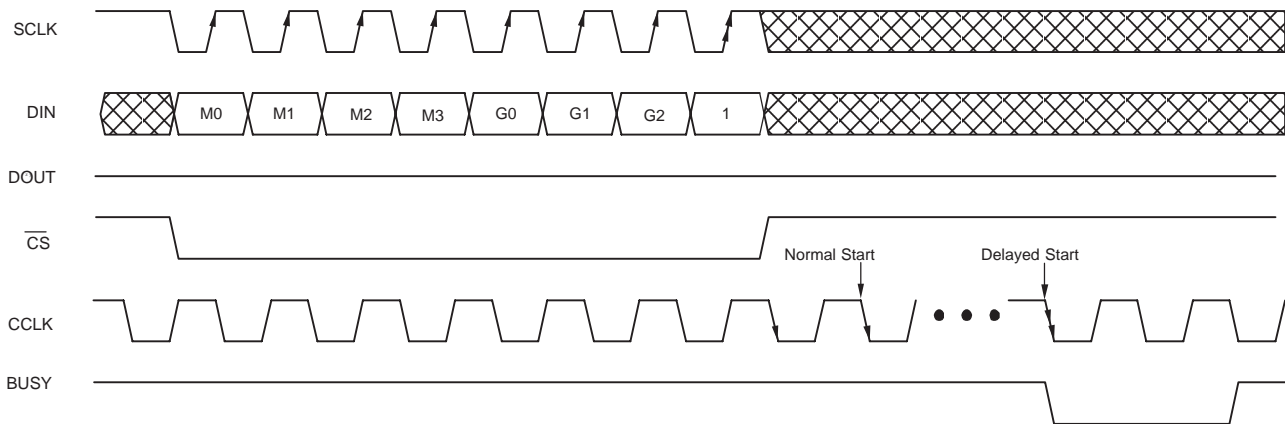 SCLK
DIN M0 M1 M2 M3 G0 G1 G2 1
DOUT
CS
Normal Start Delayed Start
CCLK
BUSY